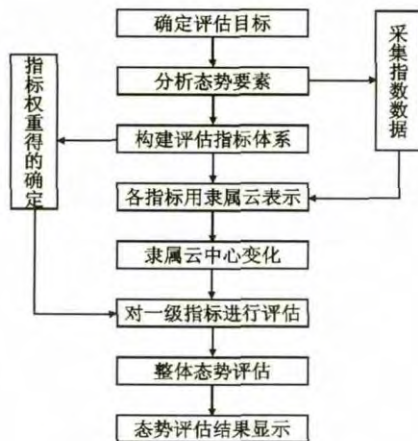 确定评估目标
分析态势要素
采集指数数据
指标权重得的确定
构建评估指标体系
各指标用隶属云表示
隶属云中心变化
对一级指标进行评估
整体态势评估
态势评估结果显示